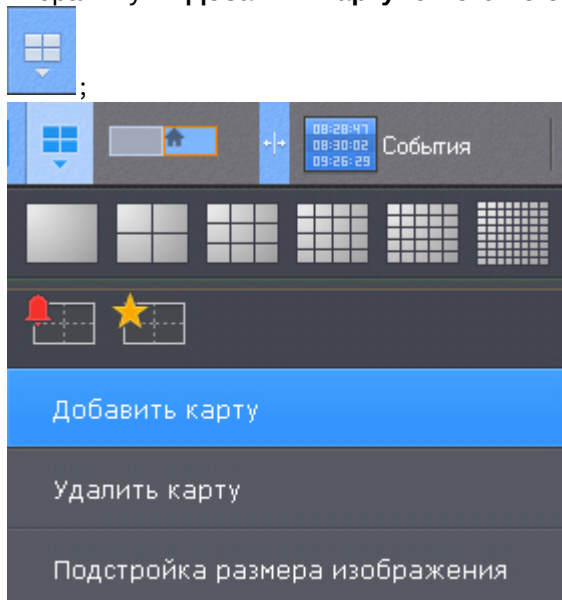 ;
08:28:47
08:30:02
09:26:29
События
Добавить карту
Удалить карту
Подстройка размера изображения